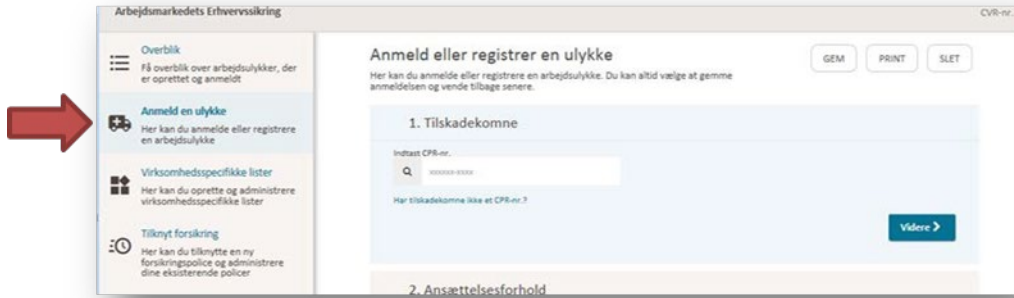 Arbejdsmarkedets Erhvervssikring
CVR-nr.
Overblik
Få overblik over arbejdsulykker, der
er oprettet og anmeldt
Anmeld en ulykke
Her kan du anmelde eller registrere
en arbejdsulykke
Virksomhedsspecifikke lister
Her kan du oprette og administrere
virksomhedsspecifikke lister
Tilknyt forsikring
Her kan du tilknytte en ny
forsikringspolice og administrere
dine eksisterende policer
Anmeld eller registrer en ulykke
GEM
PRINT
SLET
Her kan du anmelde eller registrere en arbejdsulykke. Du kan altid vælge at gemme
anmeldelsen og vende tilbage senere.
1. Tilskadekomne
Indtast CPR-nr.
xxxxxx-xxxx
Har tilskadekomne ikke et CPR-nr.?
Videre
2. Ansættelsesforhold